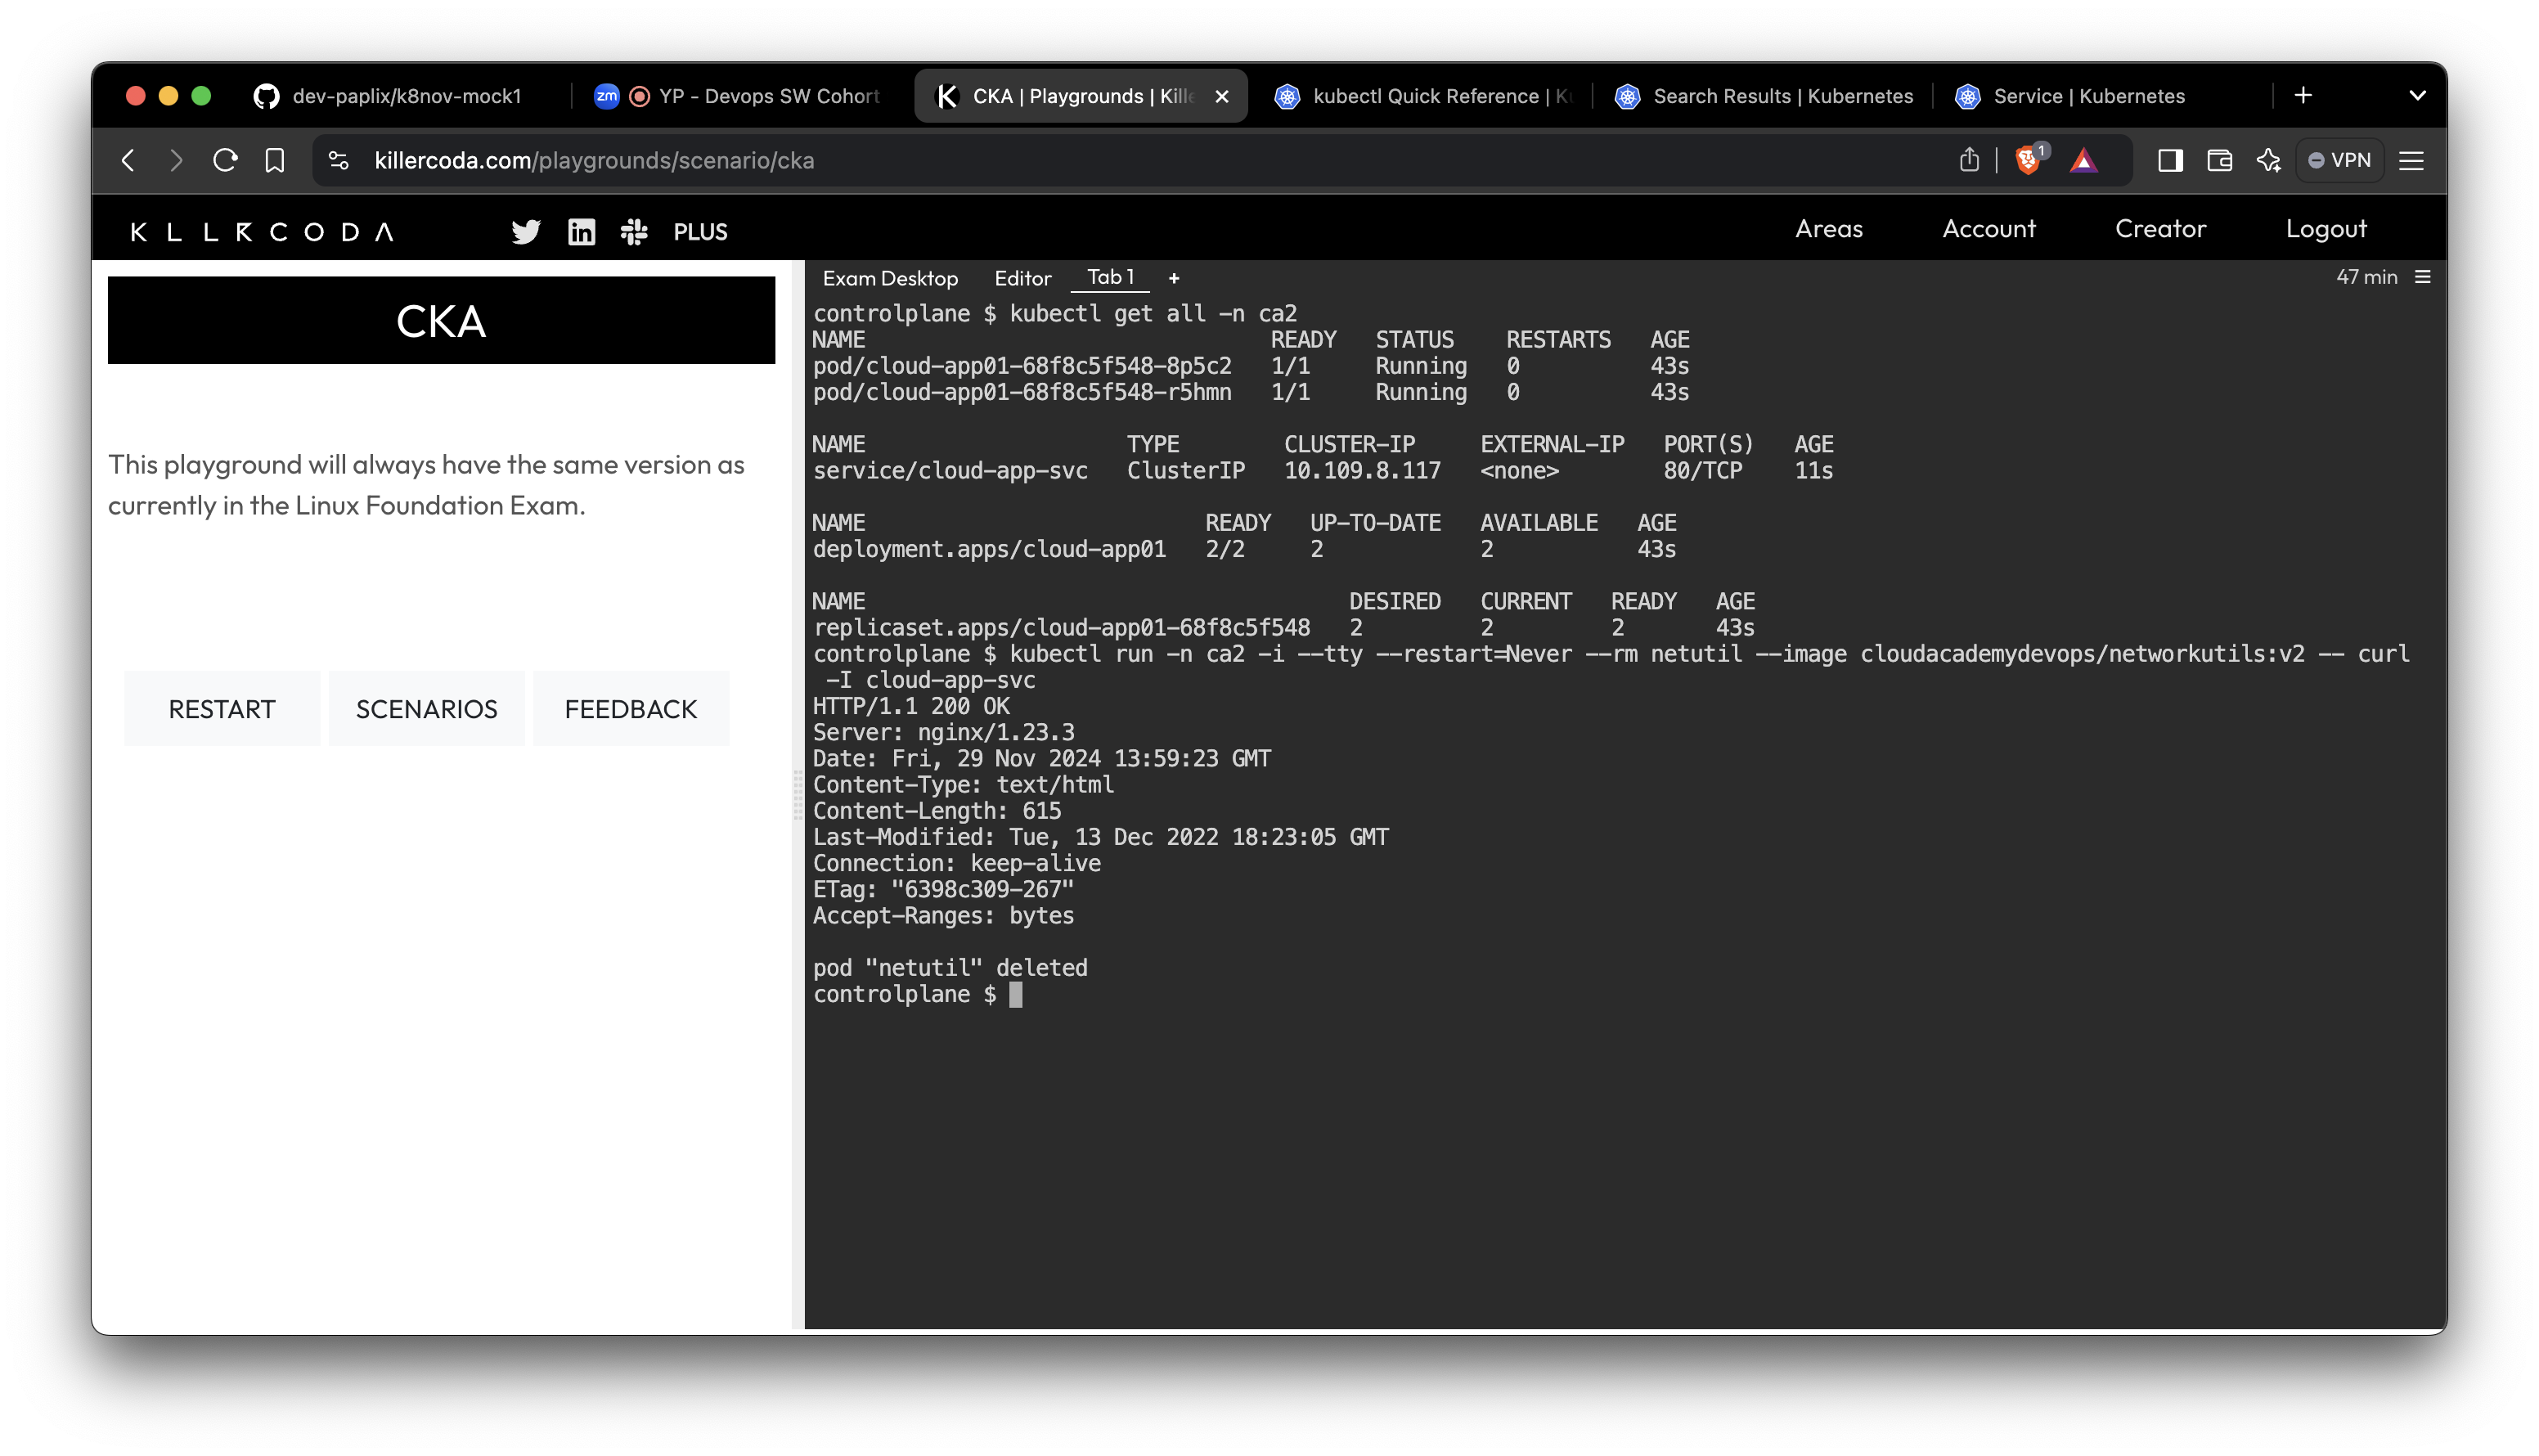 dev-paplix/k8nov-mock1
zm YP - Devops SW Cohort
CKA | Playgrounds | Kille
kubectl Quick Reference | Ku
Search Results | Kubernetes
Service | Kubernetes
killercoda.com/playgrounds/scenario/cka
1
VPN
KLLRCODA
PLUS
Areas
Account
Creator
Logout
CKA
This playground will always have the same version as
currently in the Linux Foundation Exam.
RESTART
SCENARIOS
FEEDBACK
Exam Desktop Editor Tab 1 +
47 min
controlplane $ kubectl get all -n ca2
NAME READY STATUS RESTARTS AGE
pod/cloud-app01-68f8c5f548-8p5c2 1/1 Running 0 43s
pod/cloud-app01-68f8c5f548-r5hmn 1/1 Running 0 43s
NAME TYPE CLUSTER-IP EXTERNAL-IP PORT(S) AGE
service/cloud-app-svc ClusterIP 10.109.8.117 <none> 80/TCP 11s
NAME READY UP-TO-DATE AVAILABLE AGE
deployment.apps/cloud-app01 2/2 2 2 43s
NAME DESIRED CURRENT READY AGE
replicaset.apps/cloud-app01-68f8c5f548 2 2 2 43s
controlplane $ kubectl run -n ca2 -i --tty --restart=Never --rm netutil --image cloudacademydevops/networkutils:v2 -- curl
-I cloud-app-svc
HTTP/1.1 200 OK
Server: nginx/1.23.3
Date: Fri, 29 Nov 2024 13:59:23 GMT
Content-Type: text/html
Content-Length: 615
Last-Modified: Tue, 13 Dec 2022 18:23:05 GMT
Connection: keep-alive
ETag: "6398c309-267"
Accept-Ranges: bytes
pod "netutil" deleted
controlplane $